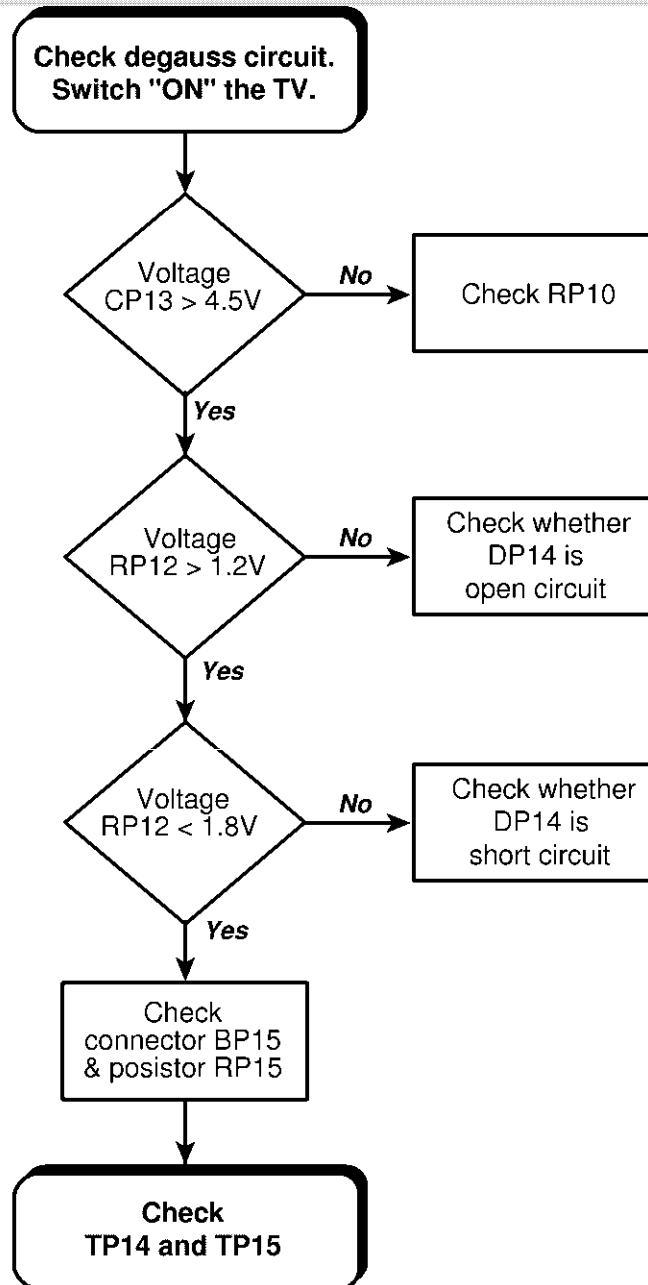 Check degauss circuit.
Switch "ON" the TV.
Voltage
CP13 > 4.5V
No
Check RP10
Yes
Voltage
RP12 > 1.2V
No
Check whether
DP14 is
open circuit
Yes
Voltage
RP12 < 1.8V
No
Check whether
DP14 is
short circuit
Yes
Check
connector BP15
& posistor RP15
Check
TP14 and TP15